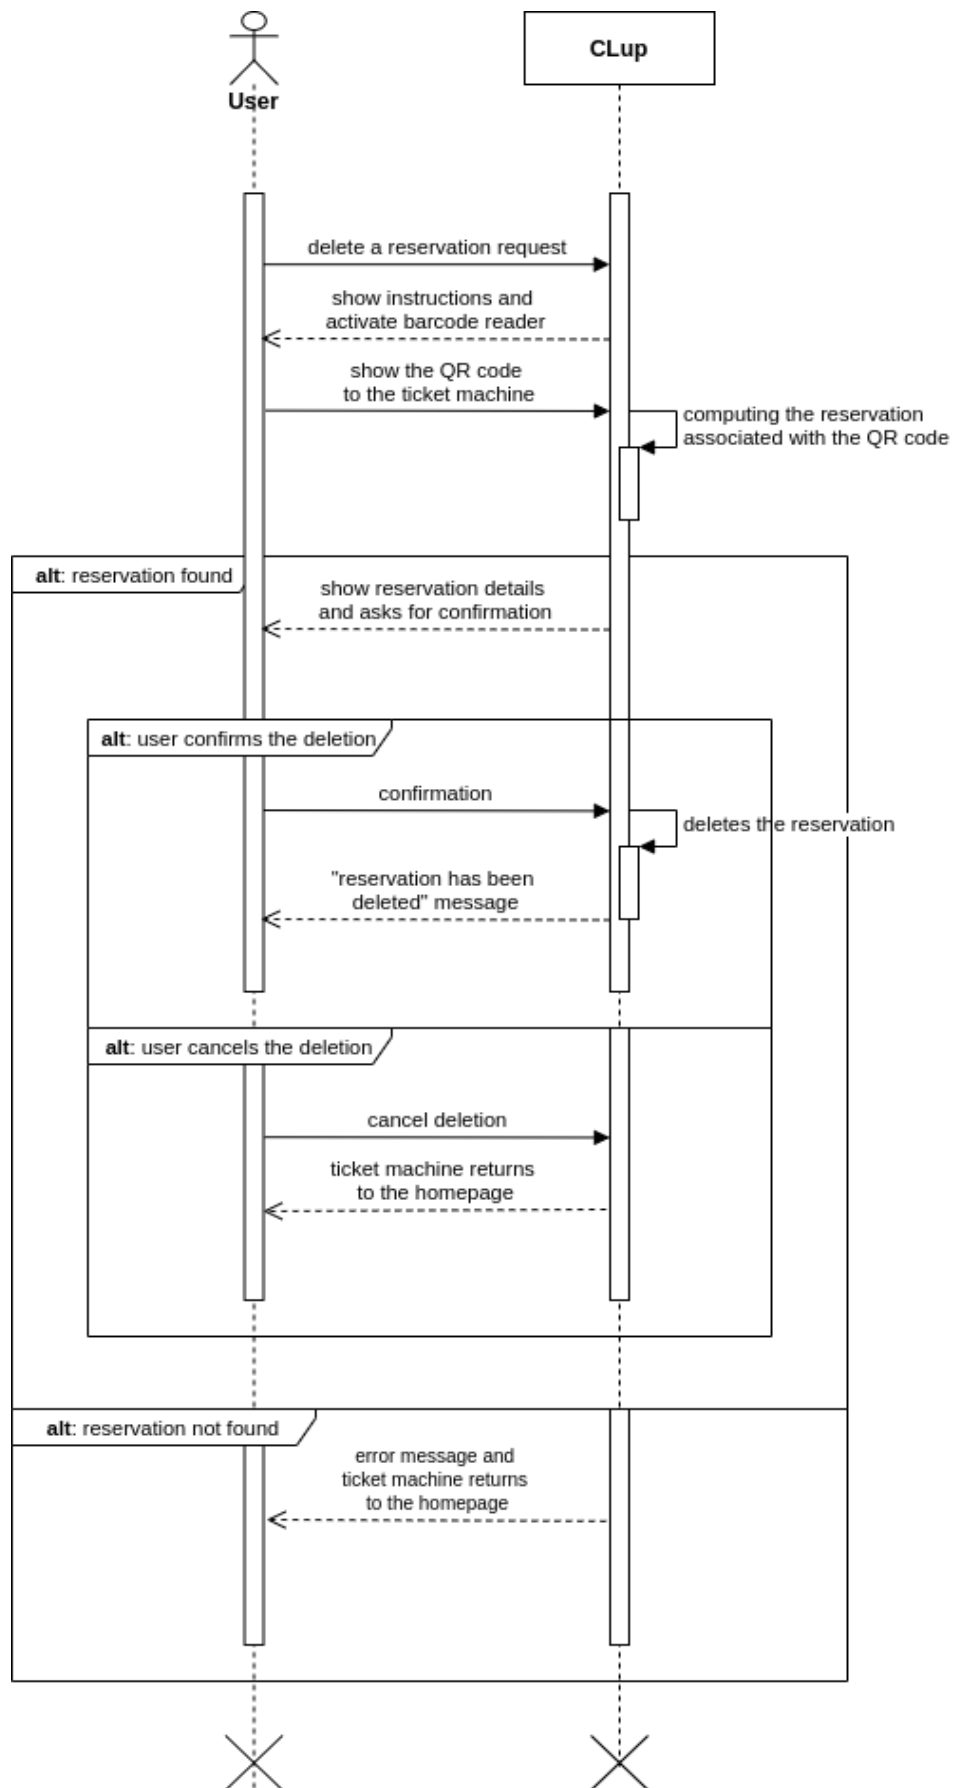 User
CLup
delete a reservation request
show instructions and
activate barcode reader
show the QR code
to the ticket machine
computing the reservation
associated with the QR code
alt: reservation found
show reservation details
and asks for confirmation
alt: user confirms the deletion
confirmation
deletes the reservation
"reservation has been
deleted" message
alt: user cancels the deletion
cancel deletion
ticket machine returns
to the homepage
alt: reservation not found
error message and
ticket machine returns
to the homepage